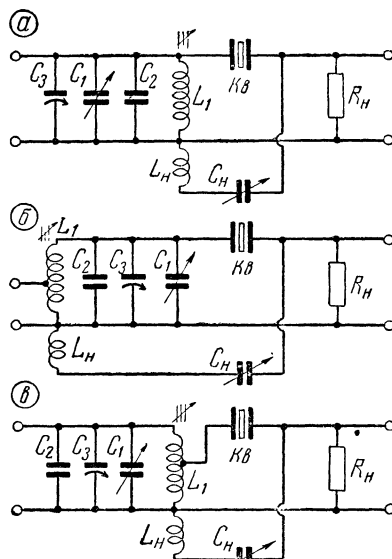 а
C₃ C₁ C₂ L₁ Кв Rн
Lн Cн
б
L₁ C₂ C₃ C₁ Кв Rн
Lн Cн
в
C₂ C₃ C₁ L₁ Кв Rн
Lн Cн